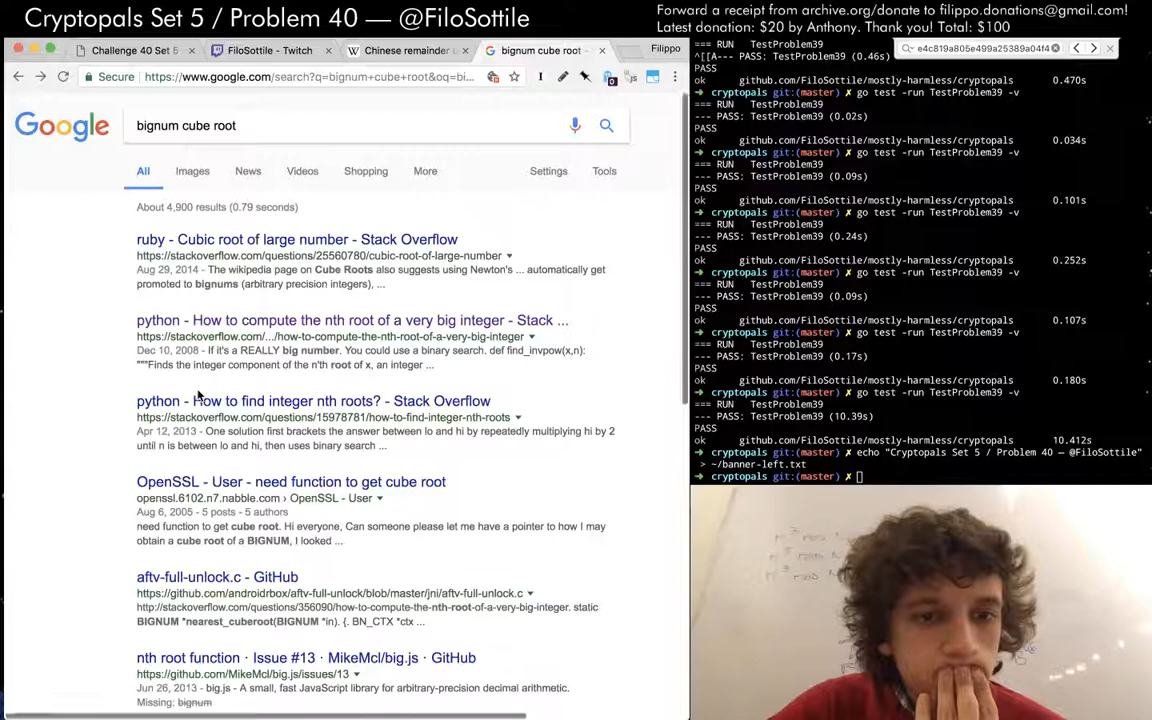 Cryptopals Set 5 / Problem 40 — @FiloSottile
Forward a receipt from archive.org/donate to filippo.donations@gmail.com!
Latest donation: $20 by Anthony. Thank you! Total: $100
Challenge 40 Set 5
FiloSottile - Twitch
Chinese remainder
bignum cube root -
Filippo
Secure
https://www.google.com/search?q=bignum+cube+root&oq=bi...
Google
bignum cube root
All
Images
News
Videos
Shopping
More
Settings
Tools
About 4,900 results (0.79 seconds)
ruby - Cubic root of large number - Stack Overflow
https://stackoverflow.com/questions/25560780/cubic-root-of-large-number
Aug 29, 2014 - The wikipedia page on Cube Roots also suggests using Newton's ... automatically get
promoted to bignums (arbitrary precision integers), ...
python - How to compute the nth root of a very big integer - Stack ...
https://stackoverflow.com/.../how-to-compute-the-nth-root-of-a-very-big-integer
Dec 10, 2008 - If it's a REALLY big number. You could use a binary search. def find_invpow(x,n):
"""Finds the integer component of the n'th root of x, an integer ...
python - How to find integer nth roots? - Stack Overflow
https://stackoverflow.com/questions/15978781/how-to-find-integer-nth-roots
Apr 12, 2013 - One solution first brackets the answer between lo and hi by repeatedly multiplying hi by 2
until n is between lo and hi, then uses binary search ...
OpenSSL - User - need function to get cube root
openssl.6102.n7.nabble.com › OpenSSL - User
Aug 6, 2005 - 5 posts - 5 authors
need function to get cube root. Hi everyone, Can someone please let me have a pointer to how I may
obtain a cube root of a BIGNUM, I looked ...
aftv-full-unlock.c - GitHub
https://github.com/androidrbox/aftv-full-unlock/blob/master/jni/aftv-full-unlock.c
http://stackoverflow.com/questions/356090/how-to-compute-the-nth-root-of-a-very-big-integer. static
BIGNUM *nearest_cuberoot(BIGNUM *in). {. BN_CTX *ctx ...
nth root function · Issue #13 · MikeMcl/big.js · GitHub
https://github.com/MikeMcl/big.js/issues/13
Jun 26, 2013 - big.js - A small, fast JavaScript library for arbitrary-precision decimal arithmetic.
Missing: bignum
e4c819a805e499a25389a04f4
=== RUN   TestProblem39
^[[A--- PASS: TestProblem39 (0.46s)
PASS
ok      github.com/FiloSottile/mostly-harmless/cryptopals      0.470s
➜  cryptopals git:(master) ✗ go test -run TestProblem39 -v
=== RUN   TestProblem39
--- PASS: TestProblem39 (0.02s)
PASS
ok      github.com/FiloSottile/mostly-harmless/cryptopals      0.034s
➜  cryptopals git:(master) ✗ go test -run TestProblem39 -v
=== RUN   TestProblem39
--- PASS: TestProblem39 (0.09s)
PASS
ok      github.com/FiloSottile/mostly-harmless/cryptopals      0.101s
➜  cryptopals git:(master) ✗ go test -run TestProblem39 -v
=== RUN   TestProblem39
--- PASS: TestProblem39 (0.24s)
PASS
ok      github.com/FiloSottile/mostly-harmless/cryptopals      0.252s
➜  cryptopals git:(master) ✗ go test -run TestProblem39 -v
=== RUN   TestProblem39
--- PASS: TestProblem39 (0.09s)
PASS
ok      github.com/FiloSottile/mostly-harmless/cryptopals      0.107s
➜  cryptopals git:(master) ✗ go test -run TestProblem39 -v
=== RUN   TestProblem39
--- PASS: TestProblem39 (0.17s)
PASS
ok      github.com/FiloSottile/mostly-harmless/cryptopals      0.180s
➜  cryptopals git:(master) ✗ go test -run TestProblem39 -v
=== RUN   TestProblem39
--- PASS: TestProblem39 (10.39s)
PASS
ok      github.com/FiloSottile/mostly-harmless/cryptopals      10.412s
➜  cryptopals git:(master) ✗ echo "Cryptopals Set 5 / Problem 40 — @FiloSottile"
> ~/banner-left.txt
➜  cryptopals git:(master) ✗